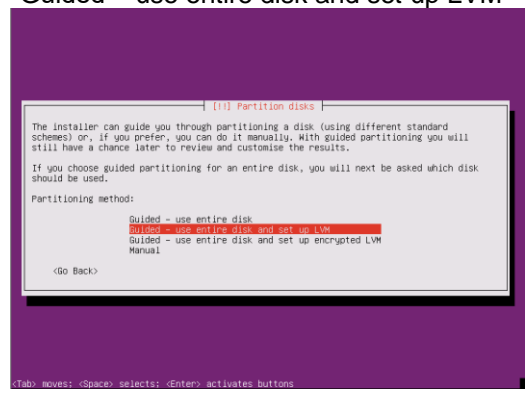 Guided – use entire disk and set up LVM
[!!] Partition disks
The installer can guide you through partitioning a disk (using different standard
schemes) or, if you prefer, you can do it manually. With guided partitioning you will
still have a chance later to review and customise the results.
If you choose guided partitioning for an entire disk, you will next be asked which disk
should be used.
Partitioning method:
Guided – use entire disk
Guided – use entire disk and set up LVM
Guided – use entire disk and set up encrypted LVM
Manual
<Go Back>
<Tab> moves; <Space> selects; <Enter> activates buttons